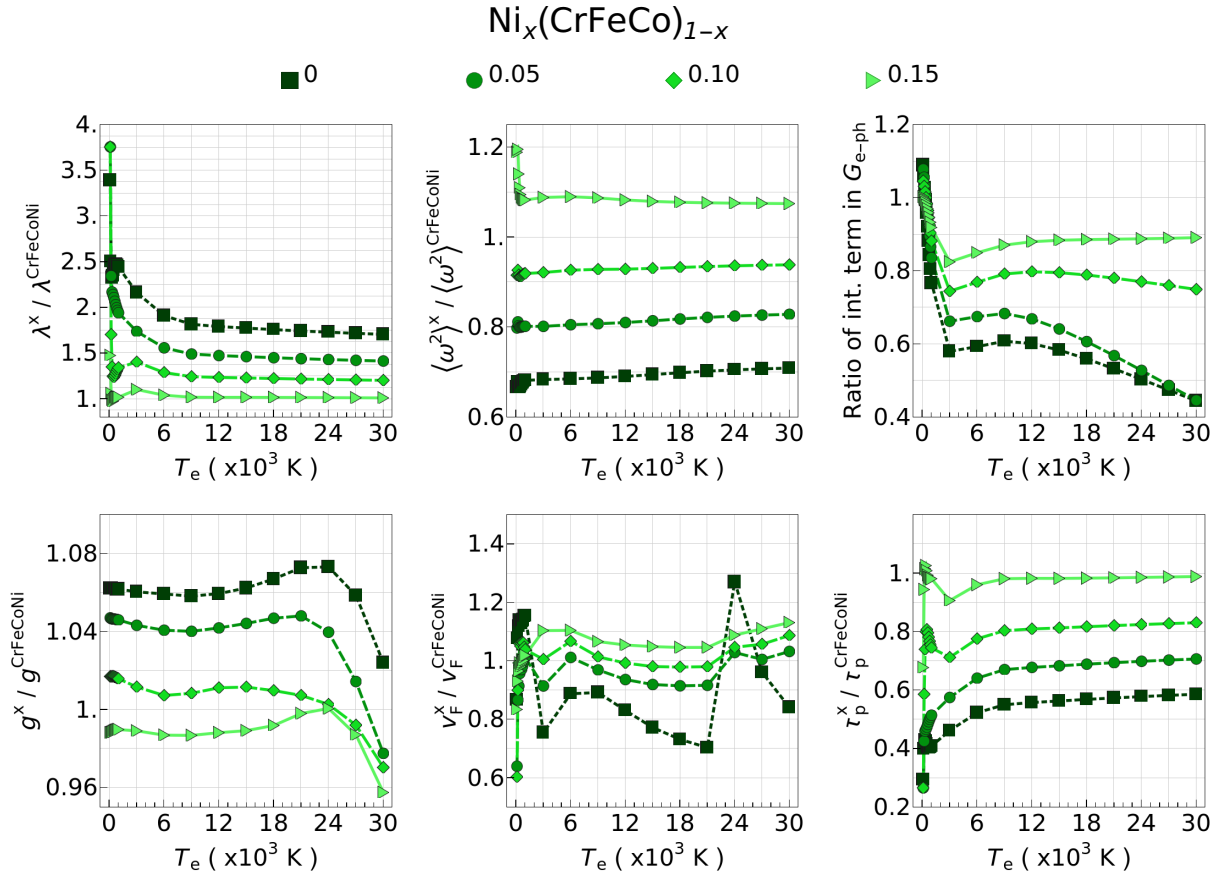 Ni_x(CrFeCo)_{1−x}
0 0.05 0.10 0.15
λ^x / λ^CrFeCoNi
4.
3.5
3.
2.5
2.
1.5
1.
0 6 12 18 24 30
T_e ( x10^3 K )
⟨ω^2⟩^x / ⟨ω^2⟩^CrFeCoNi
1.2
1.
0.8
0.6
0 6 12 18 24 30
T_e ( x10^3 K )
Ratio of int. term in G_e−ph
1.2
1.
0.8
0.6
0.4
0 6 12 18 24 30
T_e ( x10^3 K )
g^x / g^CrFeCoNi
1.08
1.04
1.
0.96
0 6 12 18 24 30
T_e ( x10^3 K )
v_F^x / v_F^CrFeCoNi
1.4
1.2
1.
0.8
0.6
0 6 12 18 24 30
T_e ( x10^3 K )
τ_p^x / τ_p^CrFeCoNi
1.
0.8
0.6
0.4
0.2
0 6 12 18 24 30
T_e ( x10^3 K )